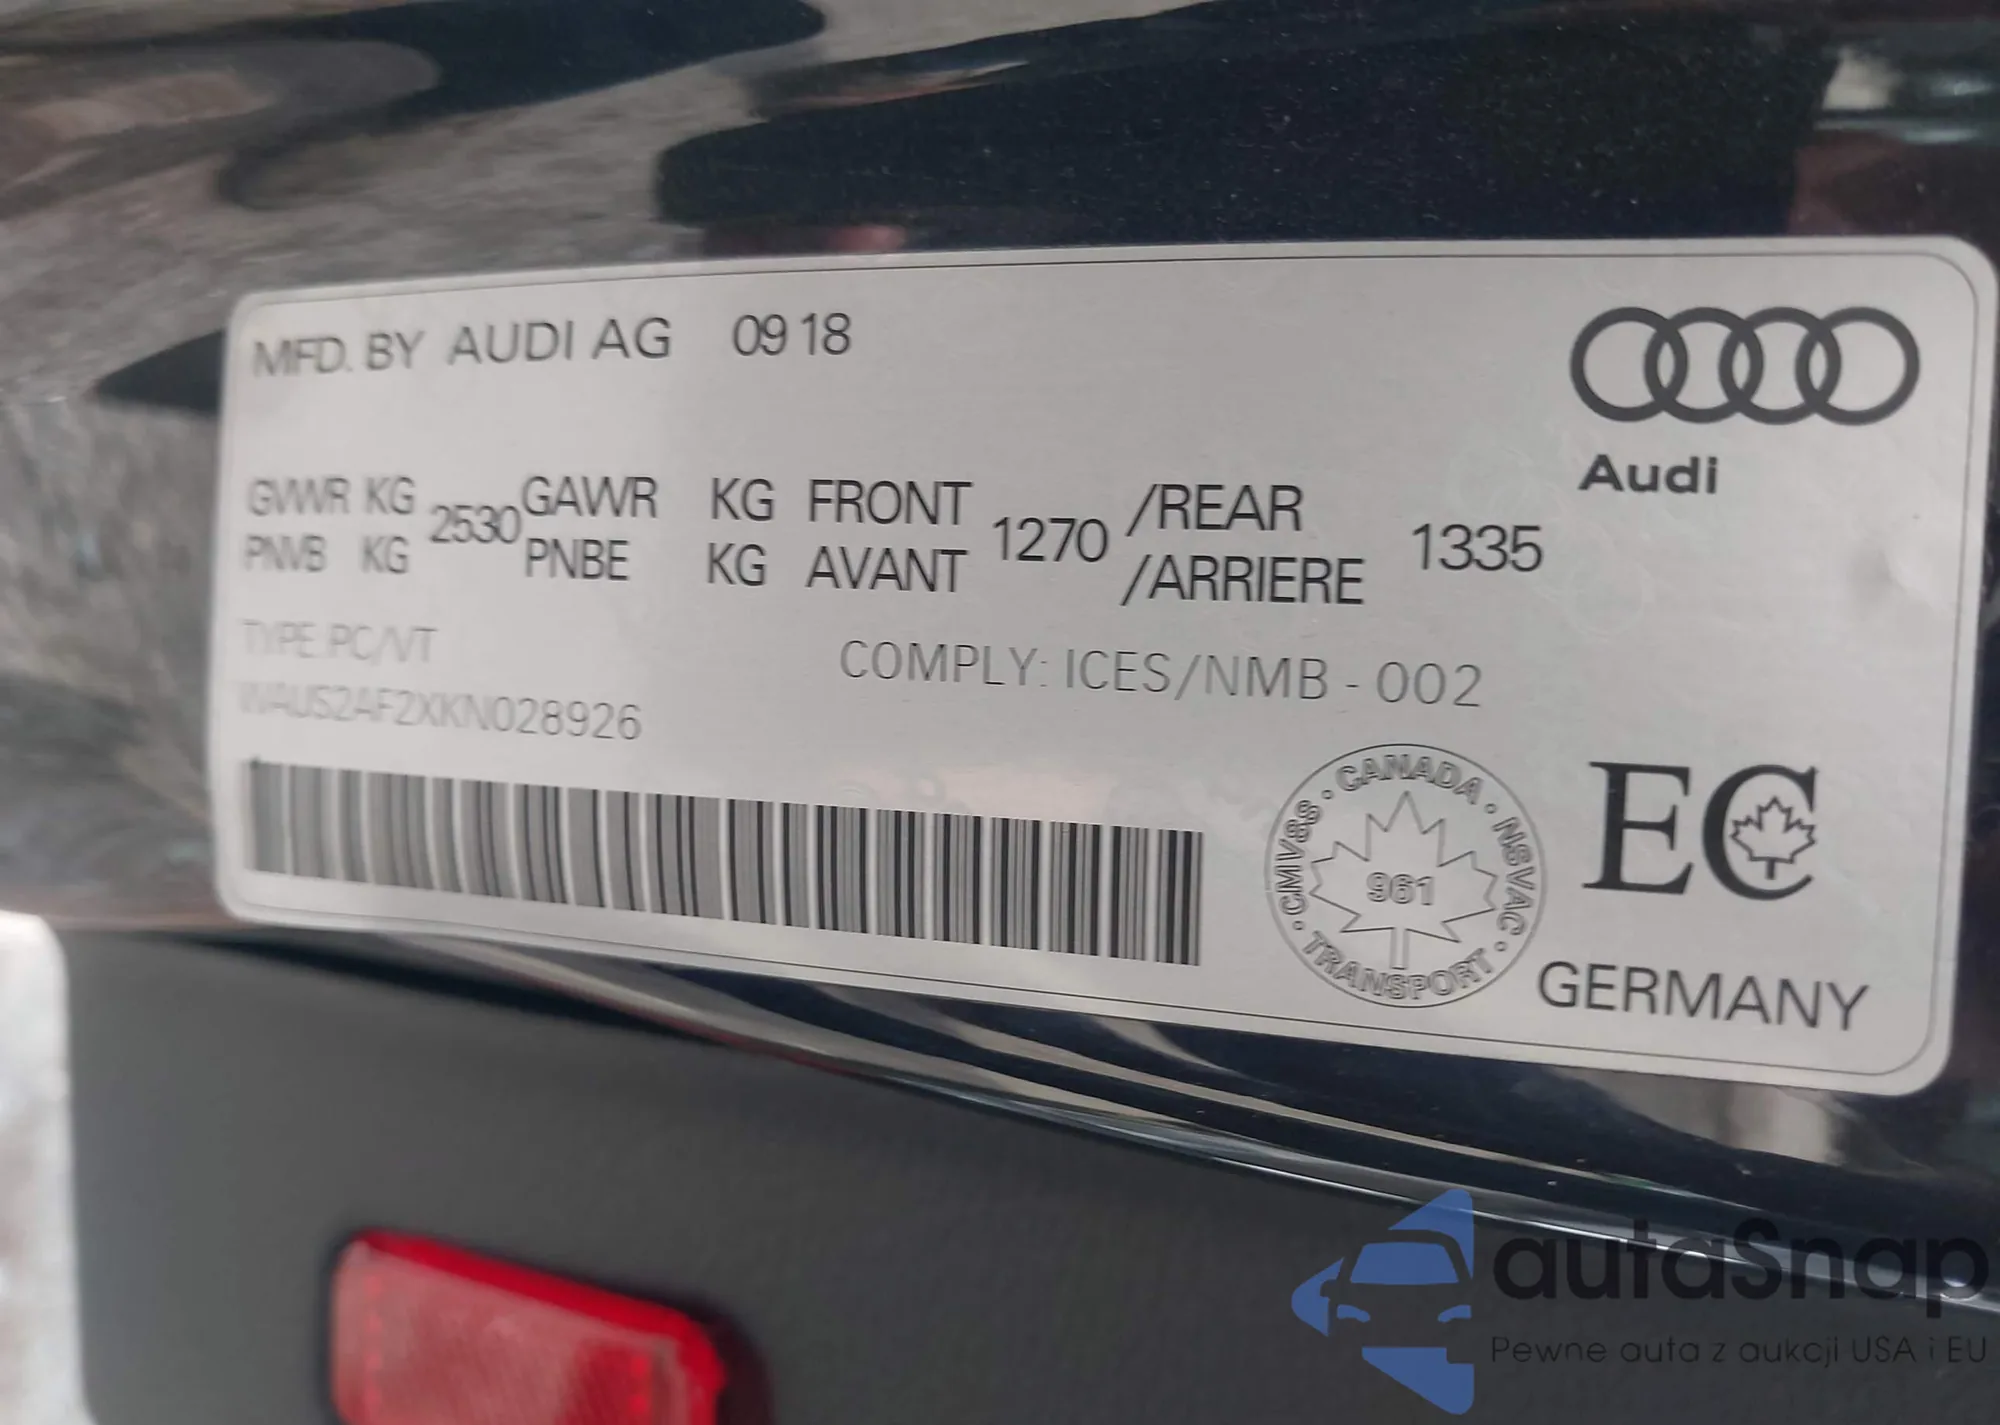 MFD. BY AUDI AG 09 18
Audi
GVWR KG 2530 GAWR KG FRONT 1270 /REAR 1335
PNVB KG PNBE KG AVANT /ARRIERE
TYPE:PC/VT
COMPLY: ICES/NMB - 002
WAU52AF2XKN028926
CANADA · NSVAC · TRANSPORT · CMVSS ·
961
EC
GERMANY
autaSnap
Pewne auta z aukcji USA i EU